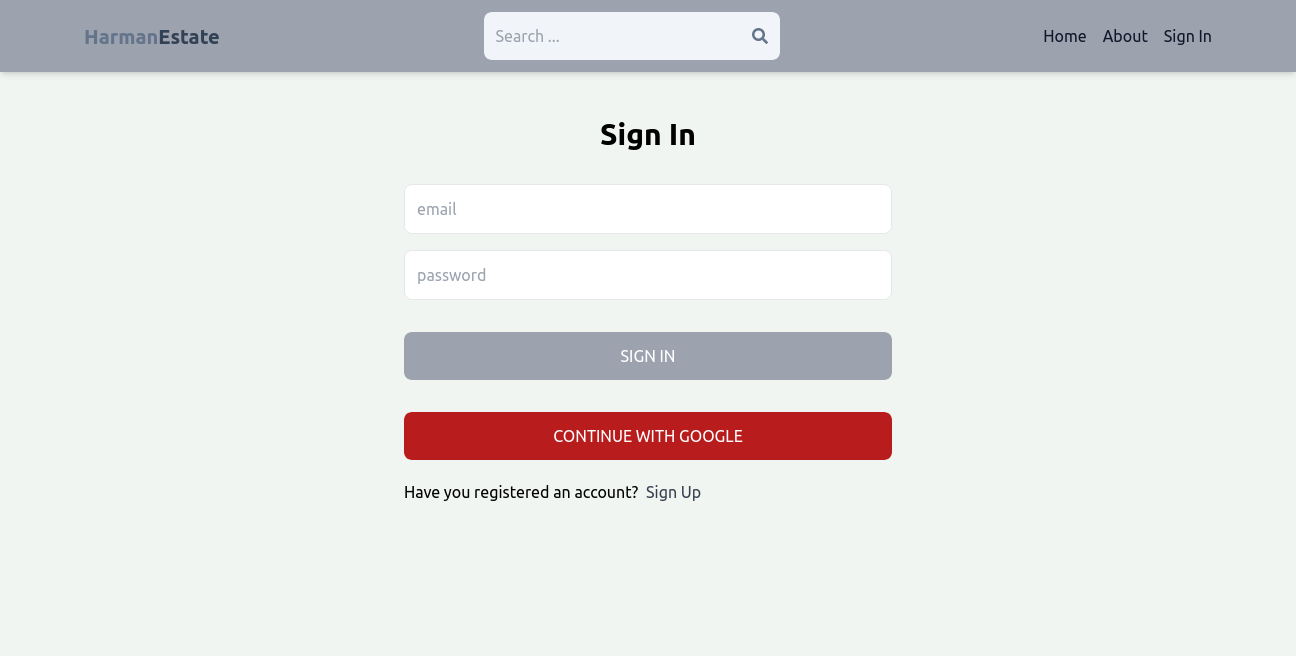 HarmanEstate
Search ...
Home About Sign In
Sign In
email
password
SIGN IN
CONTINUE WITH GOOGLE
Have you registered an account? Sign Up